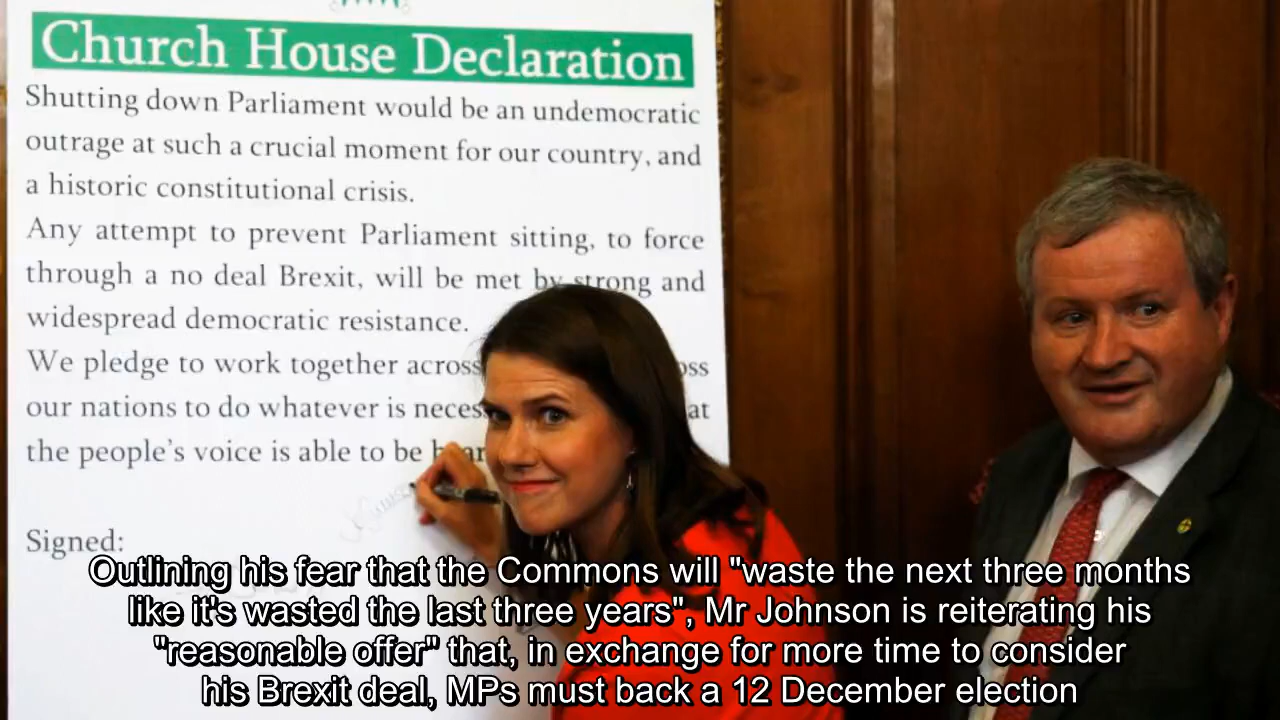 Church House Declaration
Shutting down Parliament would be an undemocratic
outrage at such a crucial moment for our country, and
a historic constitutional crisis.
Any attempt to prevent Parliament sitting, to force
through a no deal Brexit, will be met by strong and
widespread democratic resistance.
We pledge to work together across
our nations to do whatever is
the people's voice is able to be
Signed:
Outlining his fear that the Commons will "waste the next three months
like it's wasted the last three years", Mr Johnson is reiterating his
"reasonable offer" that, in exchange for more time to consider
his Brexit deal, MPs must back a 12 December election